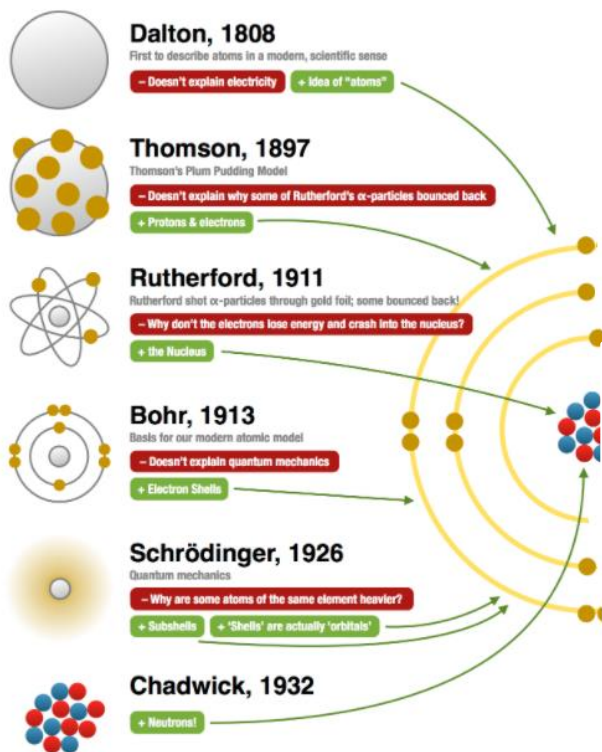 Dalton, 1808
First to describe atoms in a modern, scientific sense
– Doesn't explain electricity + Idea of "atoms"
Thomson, 1897
Thomson's Plum Pudding Model
– Doesn't explain why some of Rutherford's α-particles bounced back
+ Protons & electrons
Rutherford, 1911
Rutherford shot α-particles through gold foil; some bounced back!
– Why don't the electrons lose energy and crash into the nucleus?
+ the Nucleus
Bohr, 1913
Basis for our modern atomic model
– Doesn't explain quantum mechanics
+ Electron Shells
Schrödinger, 1926
Quantum mechanics
– Why are some atoms of the same element heavier?
+ Subshells + 'Shells' are actually 'orbitals'
Chadwick, 1932
+ Neutrons!